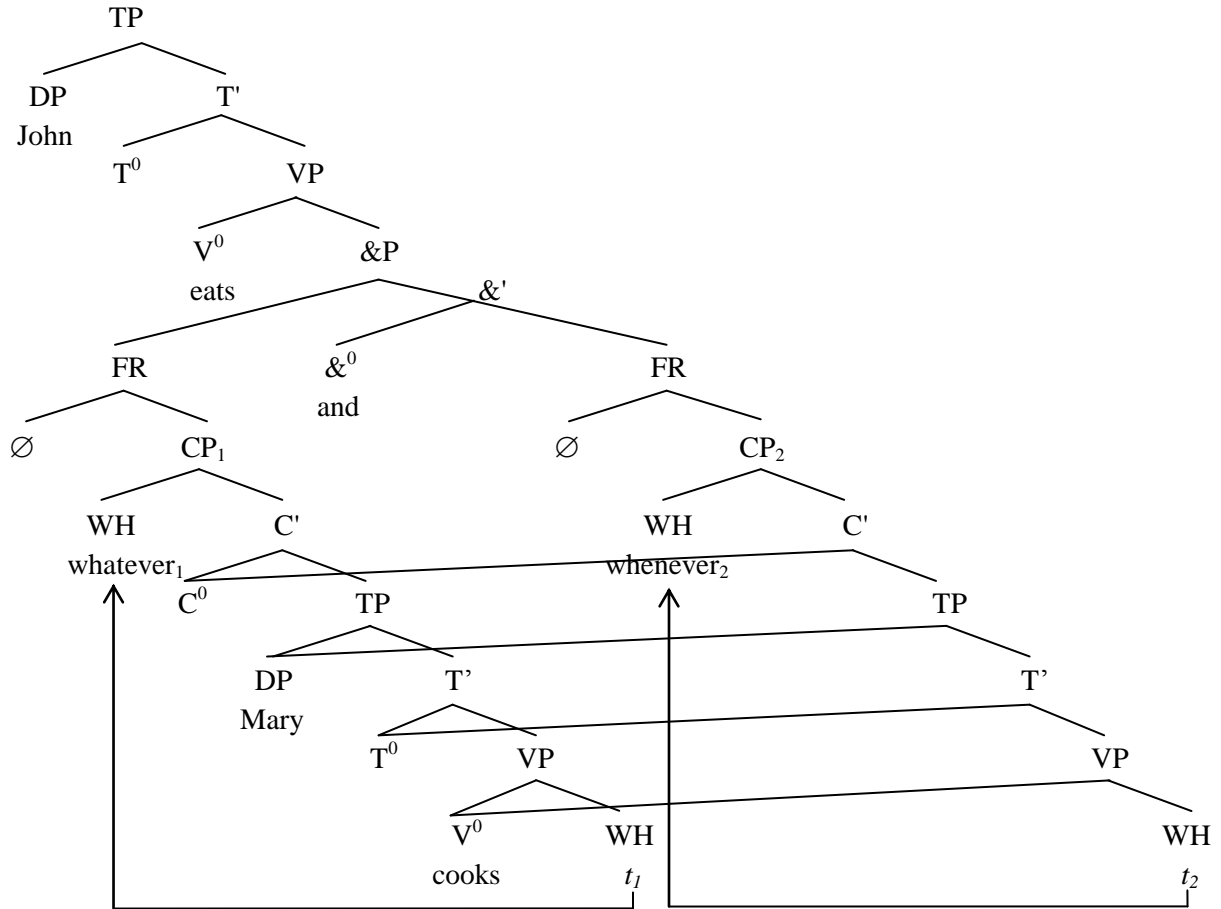 TP
DP T'
John
T⁰ VP
V⁰ &P
eats &'
FR &⁰ FR
and
∅ CP₁ ∅ CP₂
WH C' WH C'
whatever₁ whenever₂
C⁰ TP TP
DP T’ T’
Mary
T⁰ VP VP
V⁰ WH WH
cooks t₁ t₂